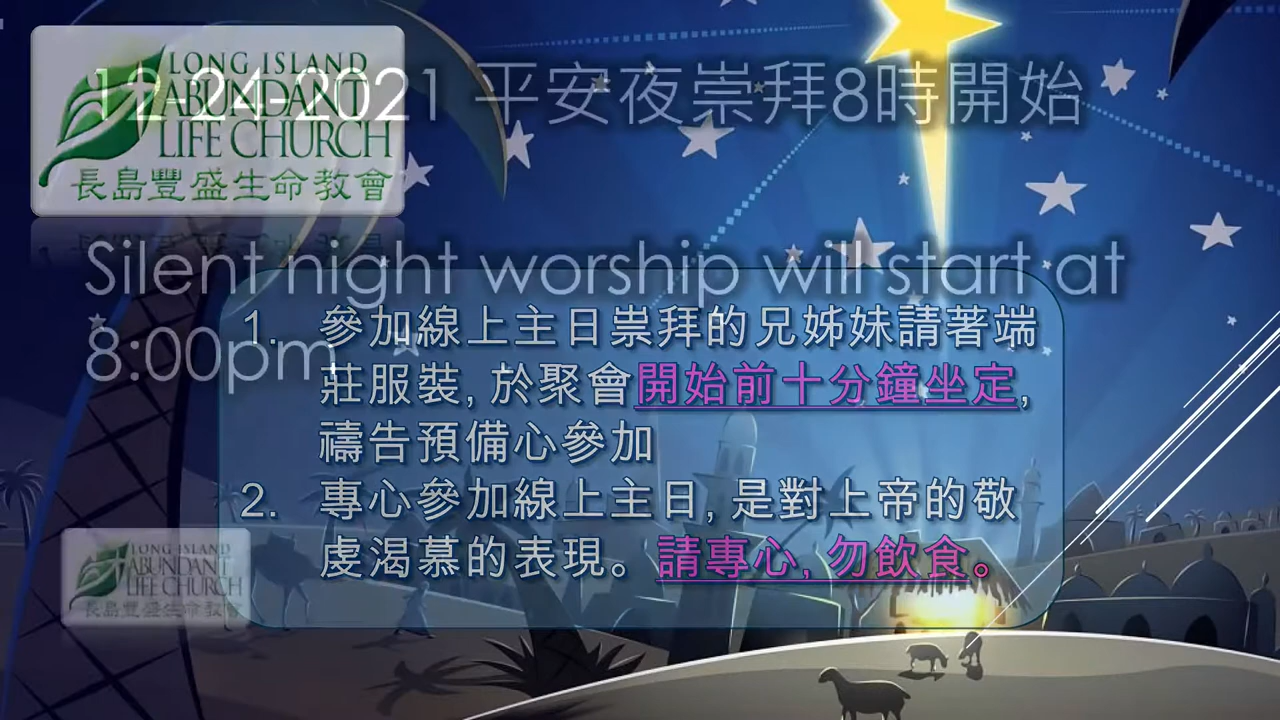 LONG ISLAND
ABUNDANT
LIFE CHURCH
長島豐盛生命教會
12-24-2021 平安夜崇拜8時開始
Silent night worship will start at
8:00pm
1. 參加線上主日崇拜的兄姊妹請著端
莊服裝, 於聚會開始前十分鐘坐定,
禱告預備心參加
2. 專心參加線上主日, 是對上帝的敬
虔渴慕的表現。請專心, 勿飲食。
LONG ISLAND
ABUNDANT
LIFE CHURCH
長島豐盛生命教會